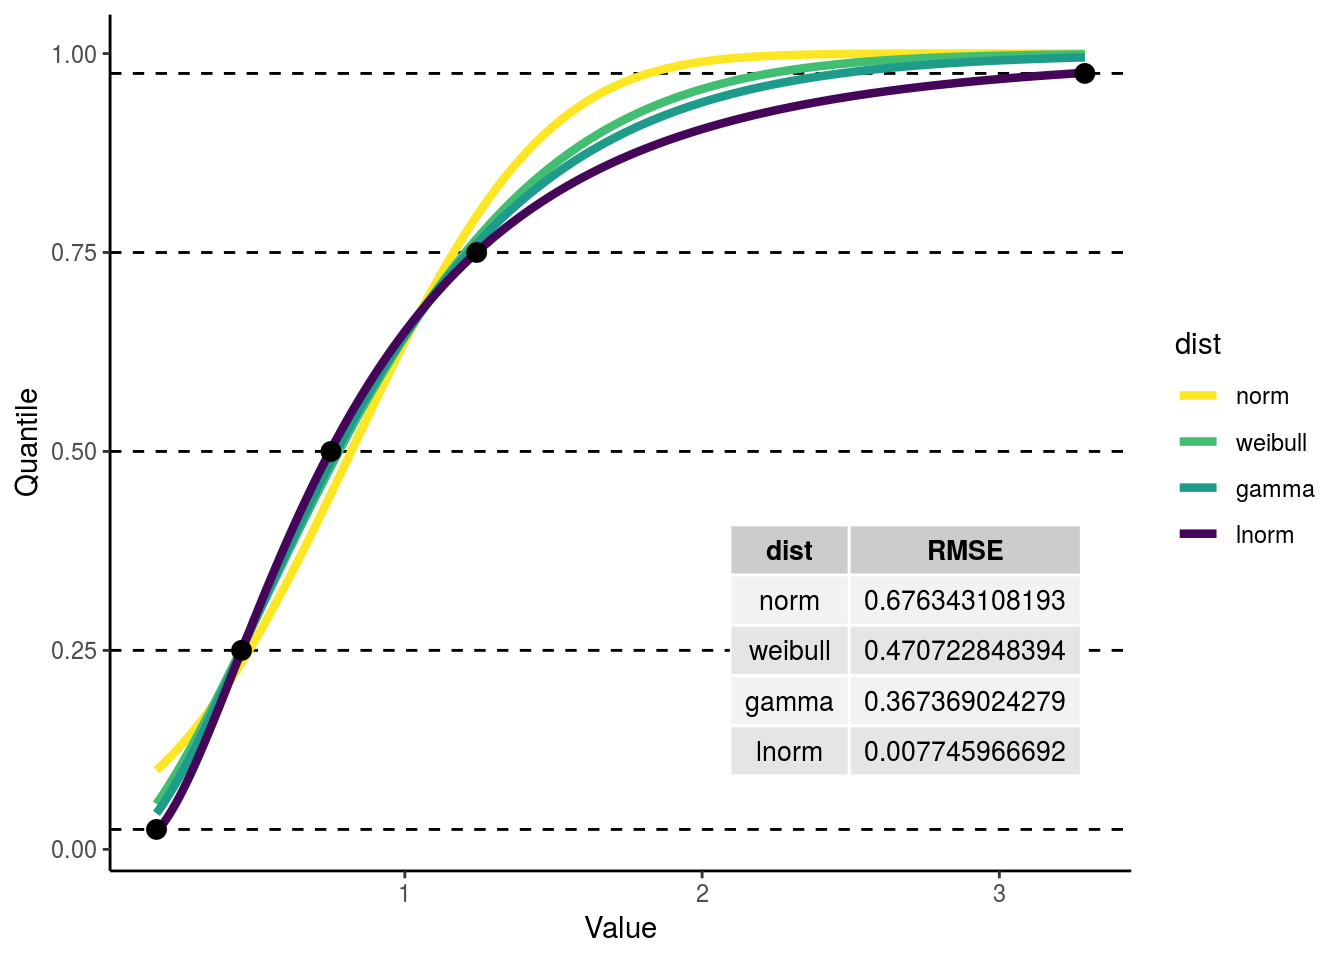 1.00
0.75
0.50
0.25
0.00
Quantile
1 2 3
Value
dist
norm
weibull
gamma
lnorm
dist RMSE
norm 0.676343108193
weibull 0.470722848394
gamma 0.367369024279
lnorm 0.007745966692